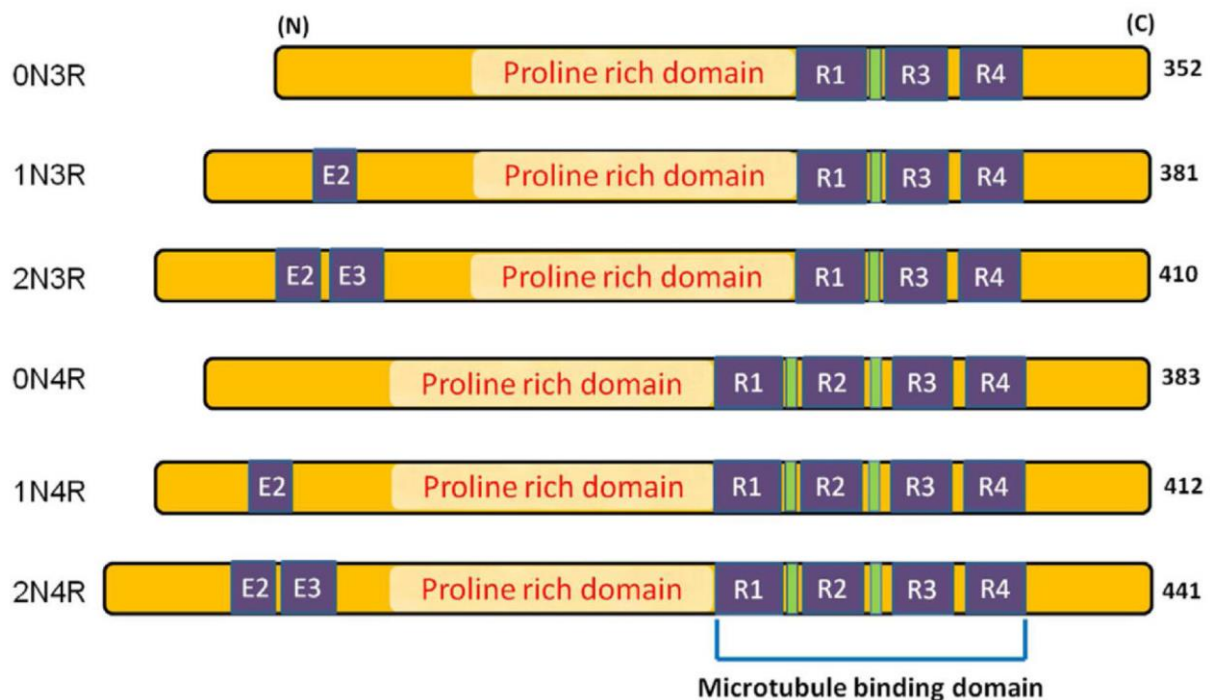 (N) (C)
0N3R Proline rich domain R1 R3 R4 352
1N3R E2 Proline rich domain R1 R3 R4 381
2N3R E2 E3 Proline rich domain R1 R3 R4 410
0N4R Proline rich domain R1 R2 R3 R4 383
1N4R E2 Proline rich domain R1 R2 R3 R4 412
2N4R E2 E3 Proline rich domain R1 R2 R3 R4 441
Microtubule binding domain